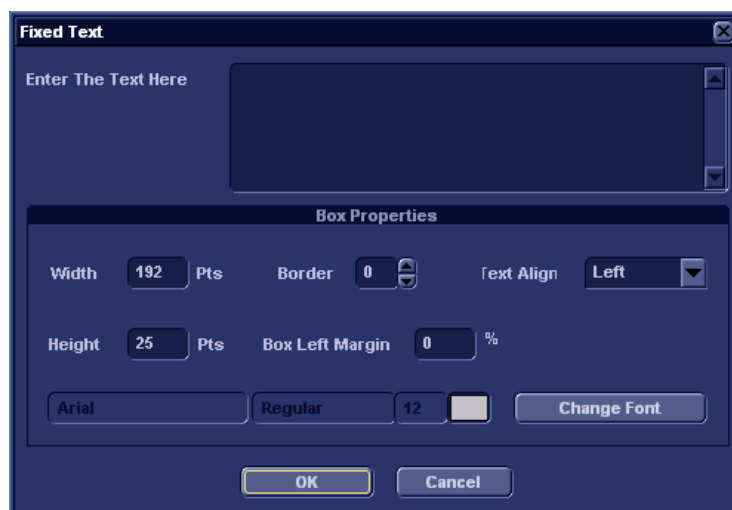 Fixed Text
Enter The Text Here
Box Properties
Width 192 Pts Border 0 Text Align Left
Height 25 Pts Box Left Margin 0 %
Arial Regular 12 Change Font
OK Cancel